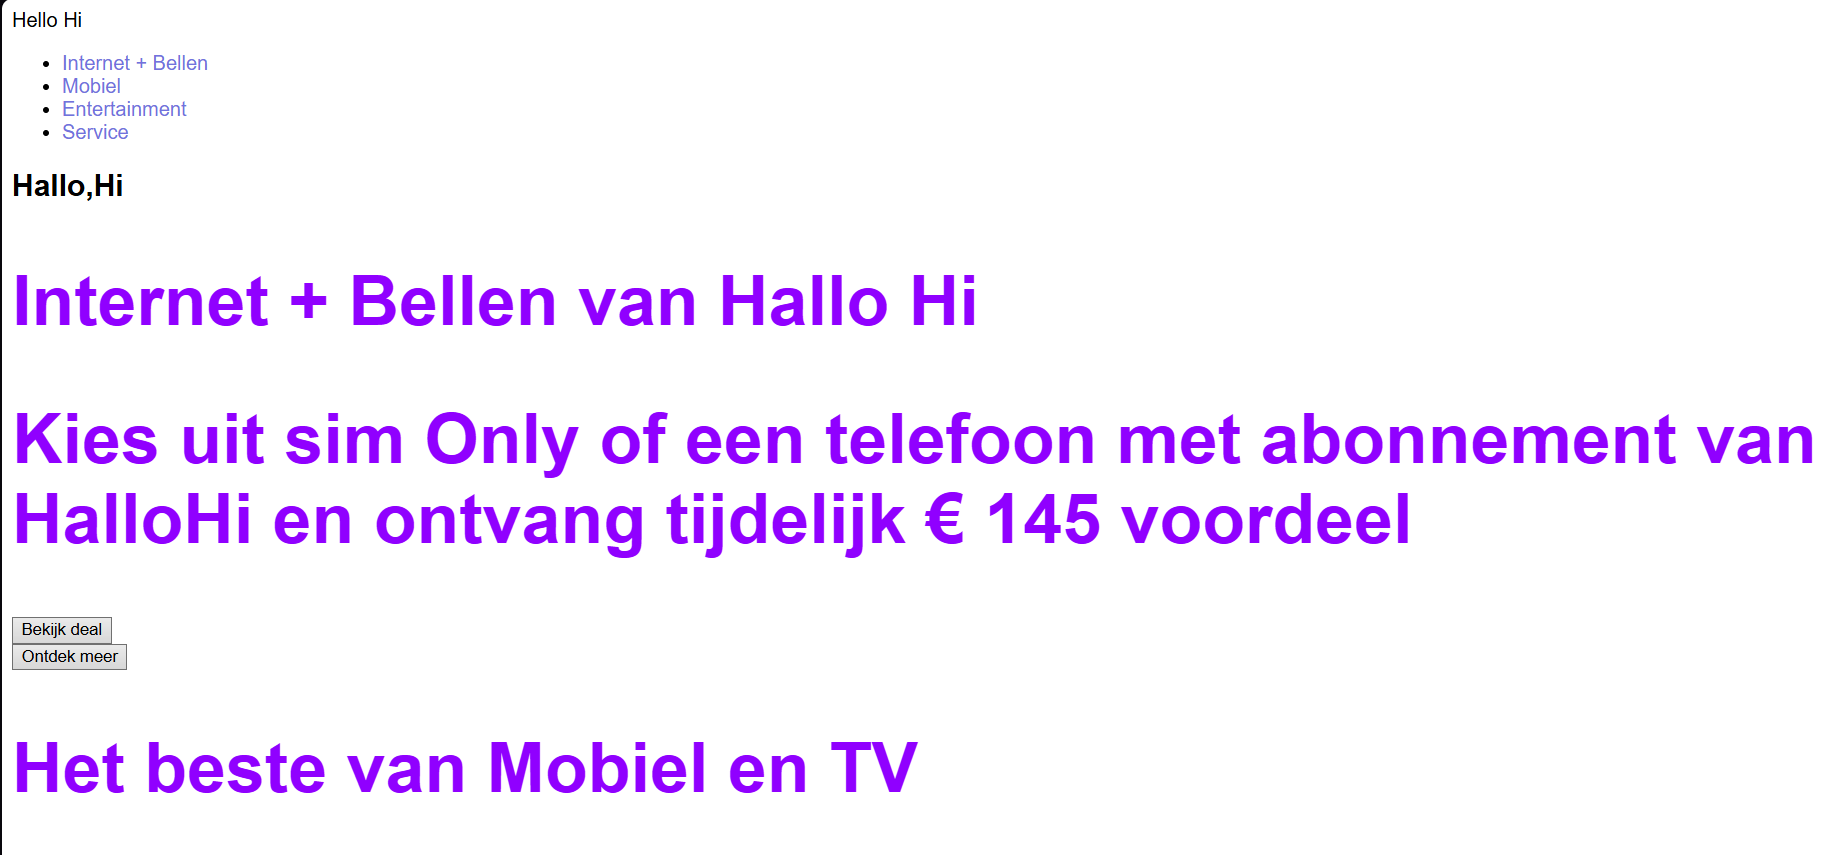 Hello Hi
Internet + Bellen
Mobiel
Entertainment
Service
Hallo,Hi
Internet + Bellen van Hallo Hi
Kies uit sim Only of een telefoon met abonnement van
HalloHi en ontvang tijdelijk € 145 voordeel
Bekijk deal
Ontdek meer
Het beste van Mobiel en TV